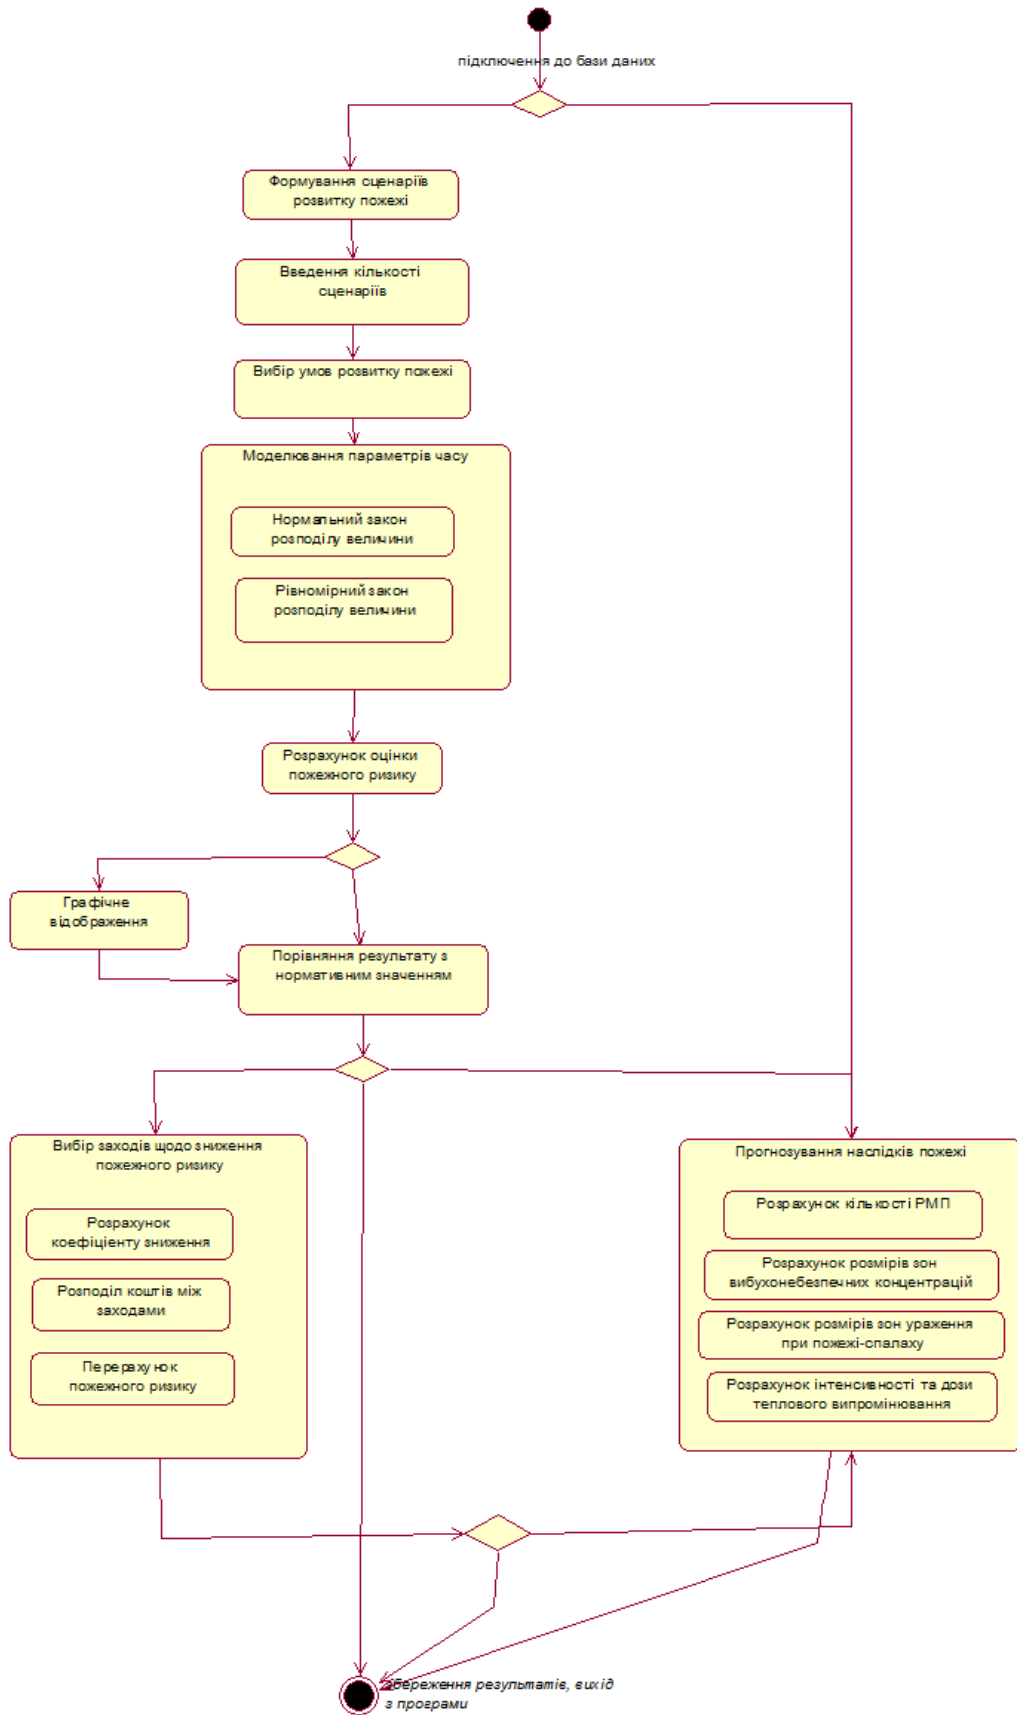 підключення до бази даних
Формування сценаріїв
розвитку пожежі
Введення кількості
сценаріїв
Вибір умов розвитку пожежі
Моделювання параметрів часу
Нормальний закон
розподілу величини
Рівномірний закон
розподілу величини
Розрахунок оцінки
пожежного ризику
Графічне
відображення
Порівняння результату з
нормативним значенням
Вибір заходів щодо зниження
пожежного ризику
Розрахунок
коефіціенту зниження
Розподіл коштів між
заходами
Перерахунок
пожежного ризику
Прогнозування наслідків пожежі
Розрахунок кількості РМП
Розрахунок розмірів зон
вибухонебезпечних концентрацій
Розрахунок розмірів зон ураження
при пожежі-спалаху
Розрахунок інтенсивності та дози
теплового випромінювання
збереження результатів, вихід
з програми